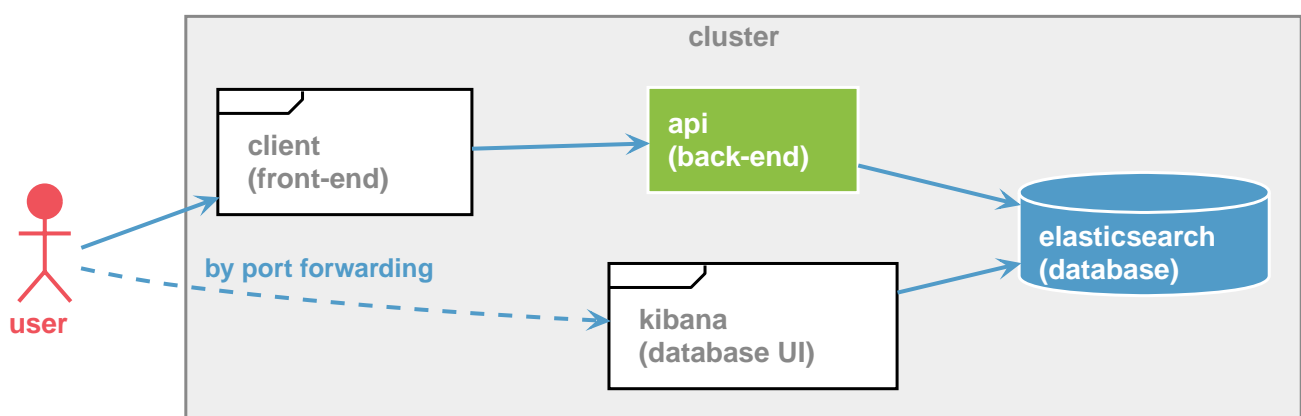 cluster
client
(front-end)
api
(back-end)
elasticsearch
(database)
by port forwarding
user
kibana
(database UI)